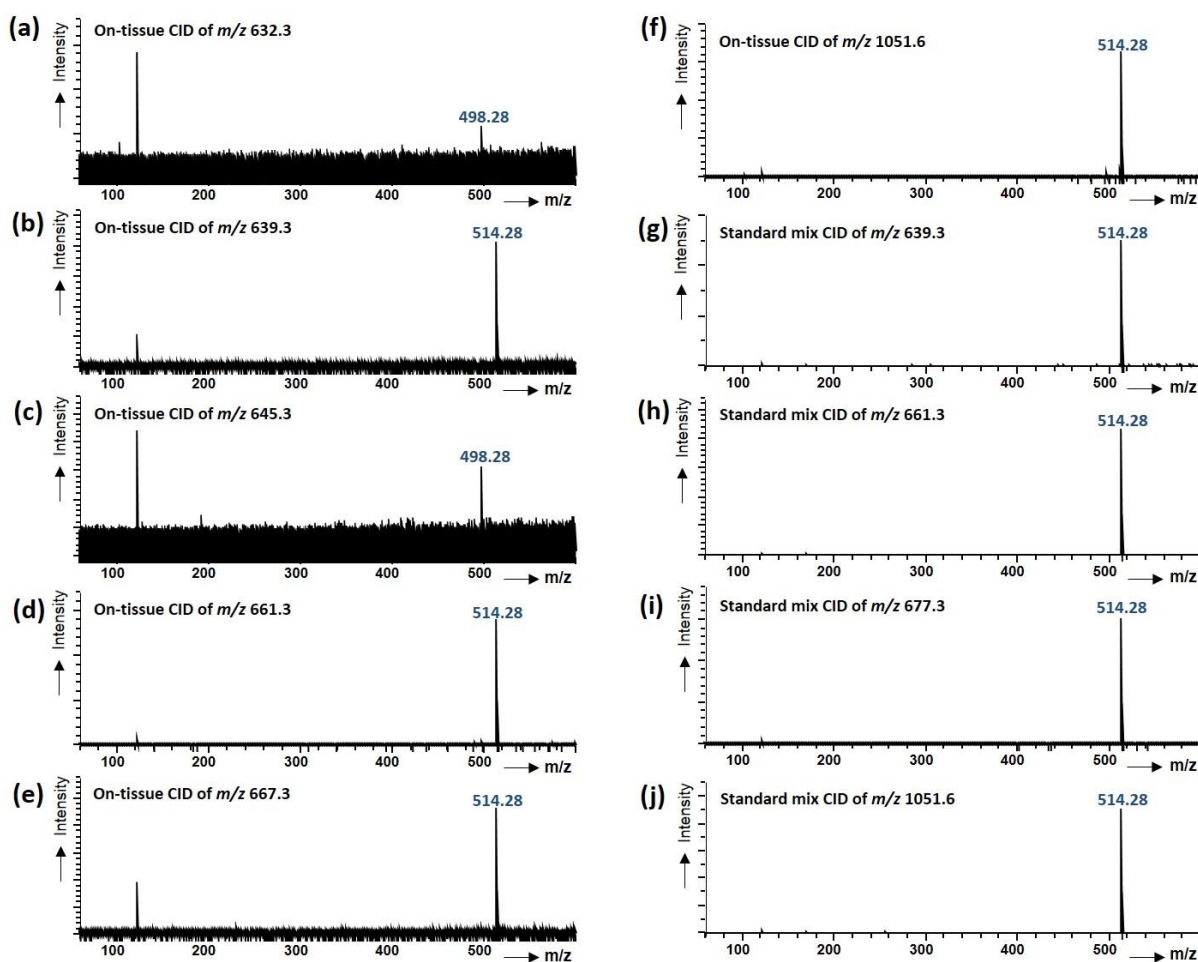 (a)
Intensity
On-tissue CID of m/z 632.3
498.28
100 200 300 400 500
m/z
(b)
Intensity
On-tissue CID of m/z 639.3
514.28
100 200 300 400 500
m/z
(c)
Intensity
On-tissue CID of m/z 645.3
498.28
100 200 300 400 500
m/z
(d)
Intensity
On-tissue CID of m/z 661.3
514.28
100 200 300 400 500
m/z
(e)
Intensity
On-tissue CID of m/z 667.3
514.28
100 200 300 400 500
m/z
(f)
Intensity
On-tissue CID of m/z 1051.6
514.28
100 200 300 400 500
m/z
(g)
Intensity
Standard mix CID of m/z 639.3
514.28
100 200 300 400 500
m/z
(h)
Intensity
Standard mix CID of m/z 661.3
514.28
100 200 300 400 500
m/z
(i)
Intensity
Standard mix CID of m/z 677.3
514.28
100 200 300 400 500
m/z
(j)
Intensity
Standard mix CID of m/z 1051.6
514.28
100 200 300 400 500
m/z